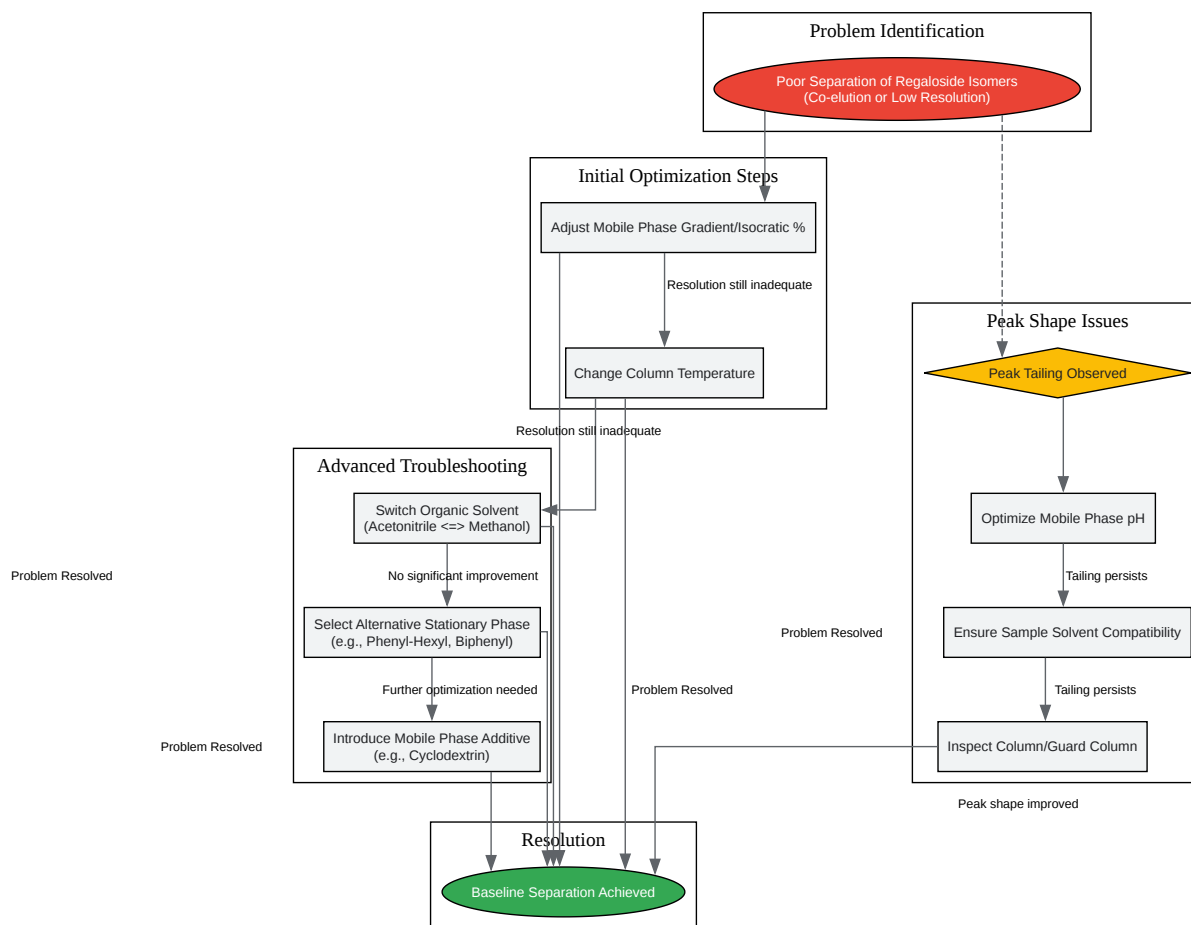 Problem Identification
Poor Separation of Regaloside Isomers
(Co-elution or Low Resolution)
Initial Optimization Steps
Adjust Mobile Phase Gradient/Isocratic %
Resolution still inadequate
Change Column Temperature
Resolution still inadequate
Peak Shape Issues
Peak Tailing Observed
Optimize Mobile Phase pH
Tailing persists
Ensure Sample Solvent Compatibility
Tailing persists
Inspect Column/Guard Column
Peak shape improved
Advanced Troubleshooting
Switch Organic Solvent
(Acetonitrile <=> Methanol)
No significant improvement
Select Alternative Stationary Phase
(e.g., Phenyl-Hexyl, Biphenyl)
Further optimization needed
Introduce Mobile Phase Additive
(e.g., Cyclodextrin)
Problem Resolved
Problem Resolved
Problem Resolved
Problem Resolved
Resolution
Baseline Separation Achieved